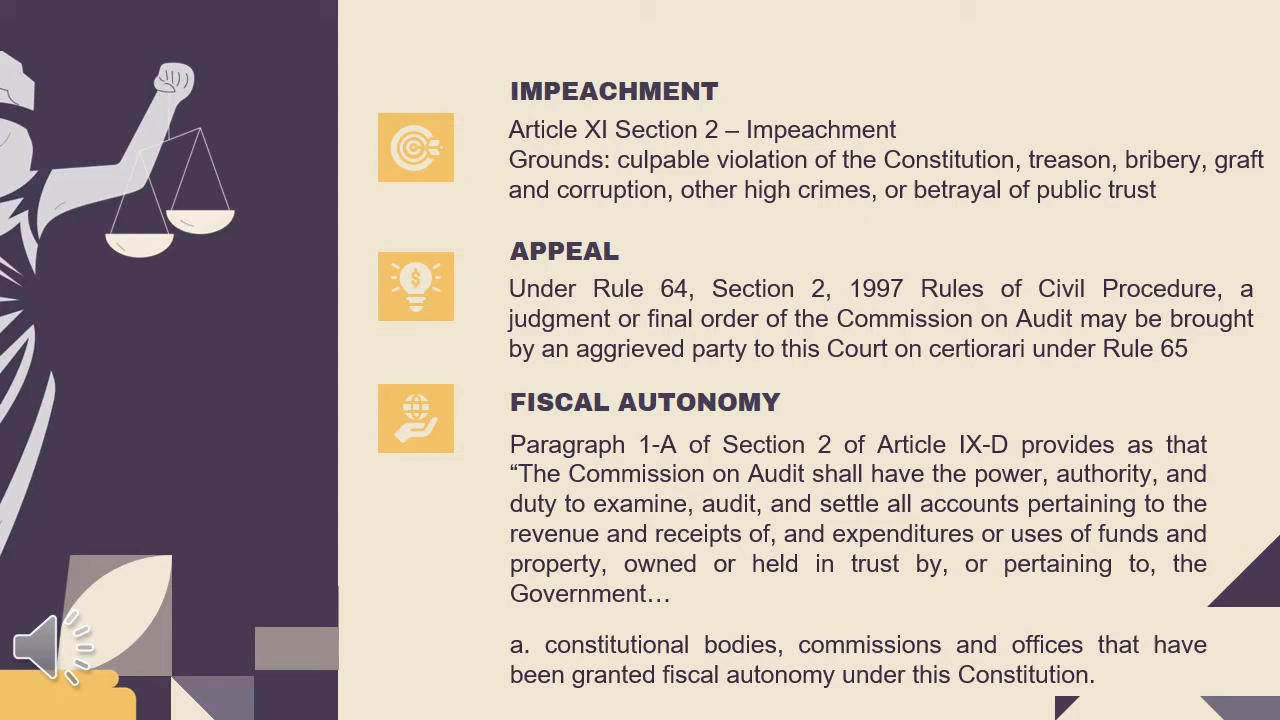 IMPEACHMENT
Article XI Section 2 – Impeachment
Grounds: culpable violation of the Constitution, treason, bribery, graft
and corruption, other high crimes, or betrayal of public trust
APPEAL
Under Rule 64, Section 2, 1997 Rules of Civil Procedure, a
judgment or final order of the Commission on Audit may be brought
by an aggrieved party to this Court on certiorari under Rule 65
FISCAL AUTONOMY
Paragraph 1-A of Section 2 of Article IX-D provides as that
“The Commission on Audit shall have the power, authority, and
duty to examine, audit, and settle all accounts pertaining to the
revenue and receipts of, and expenditures or uses of funds and
property, owned or held in trust by, or pertaining to, the
Government…
a. constitutional bodies, commissions and offices that have
been granted fiscal autonomy under this Constitution.